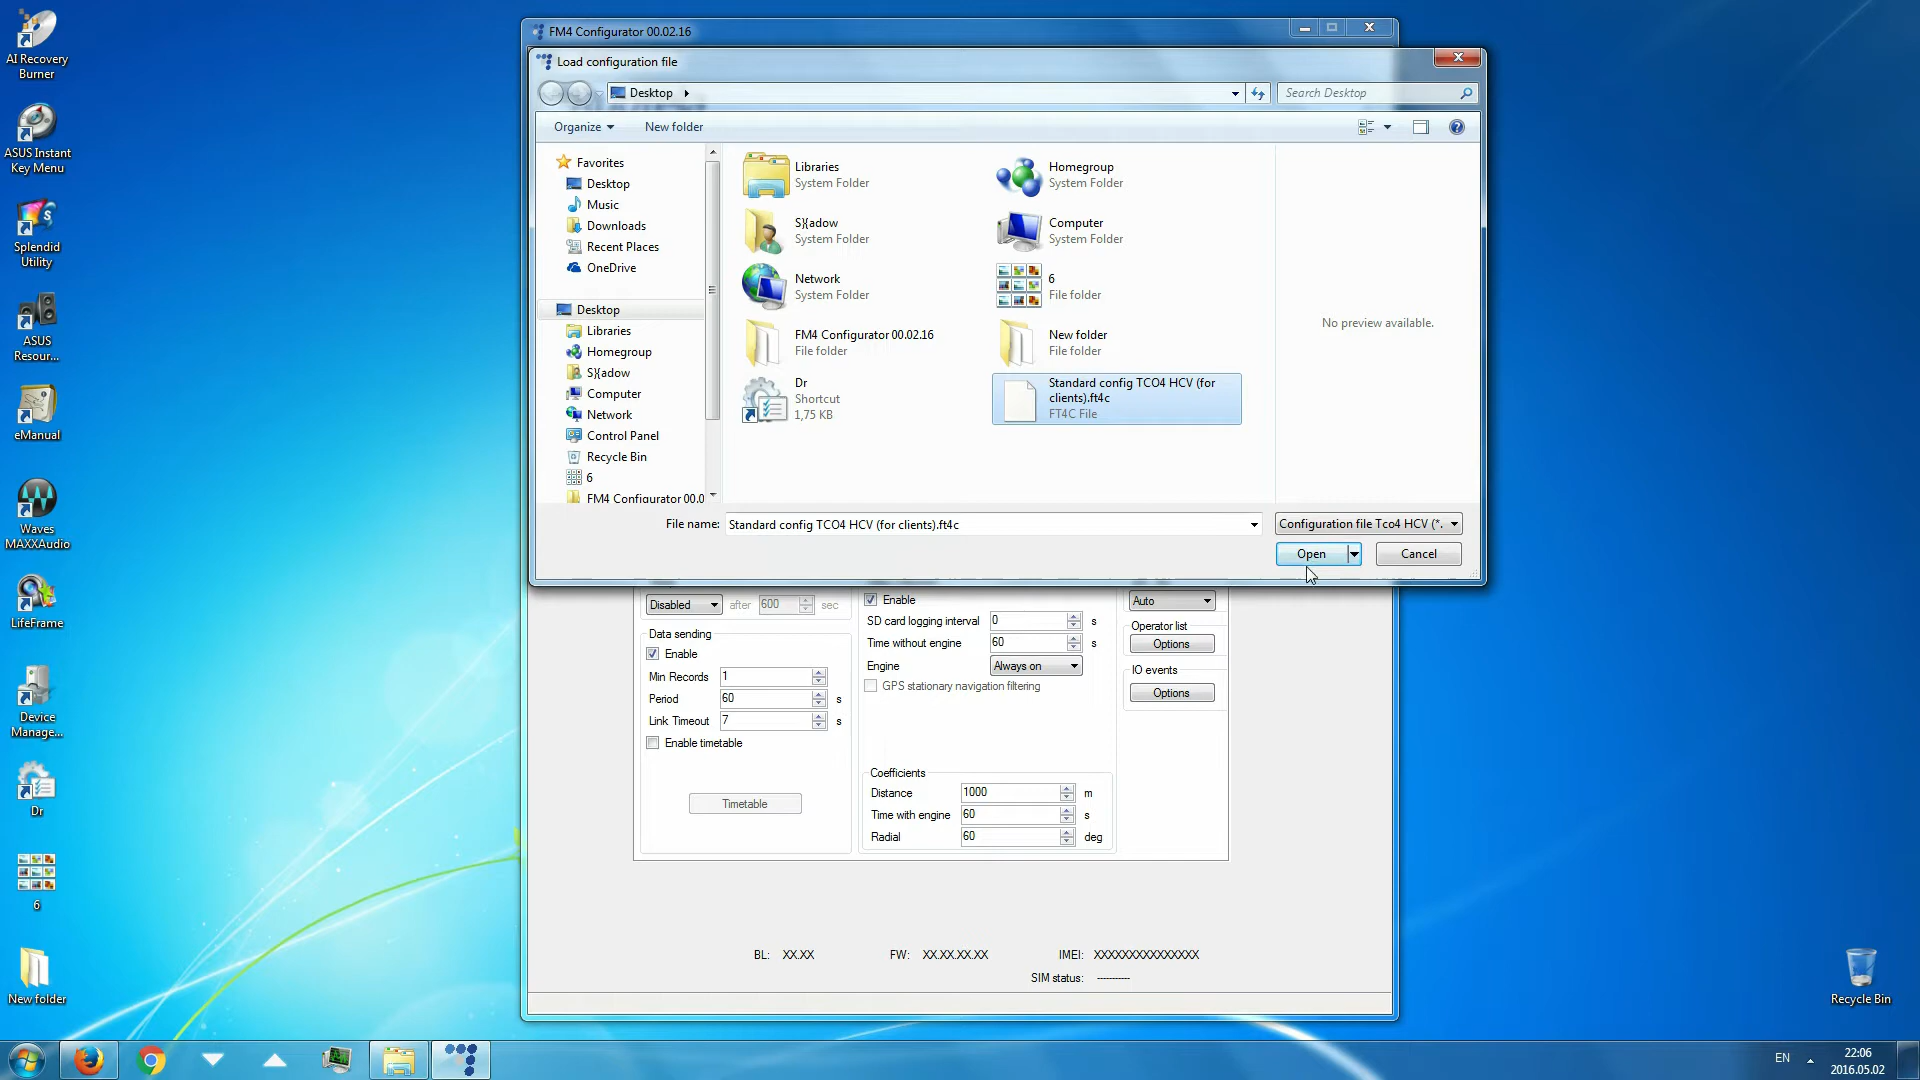 AI Recovery
Burner
ASUS Instant
Key Menu
Splendid
Utility
ASUS
Resour...
eManual
Waves
MAXXAudio
LifeFrame
Device
Manage...
Dr
6
New folder
FM4 Configurator 00.02.16
Load configuration file
Desktop
Search Desktop
Organize
New folder
Favorites
Desktop
Music
Downloads
Recent Places
OneDrive
Desktop
Libraries
Homegroup
S}{adow
Computer
Network
Control Panel
Recycle Bin
6
FM4 Configurator 00.0
Libraries
System Folder
Homegroup
System Folder
S}{adow
System Folder
Computer
System Folder
Network
System Folder
6
File folder
FM4 Configurator 00.02.16
File folder
New folder
File folder
Dr
Shortcut
1,75 KB
Standard config TCO4 HCV (for
clients).ft4c
FT4C File
No preview available.
File name: Standard config TCO4 HCV (for clients).ft4c
Configuration file Tco4 HCV (*.
Open
Cancel
Disabled after 600 sec
Data sending
Enable
Min Records 1
Period 60 s
Link Timeout 7 s
Enable timetable
Timetable
Enable
SD card logging interval 0 s
Time without engine 60 s
Engine Always on
GPS stationary navigation filtering
Coefficients
Distance 1000 m
Time with engine 60 s
Radial 60 deg
Auto
Operator list
Options
IO events
Options
BL: XX.XX FW: XX.XX.XX.XX IMEI: XXXXXXXXXXXXXXX
SIM status: -----------
Recycle Bin
EN
22:06
2016.05.02